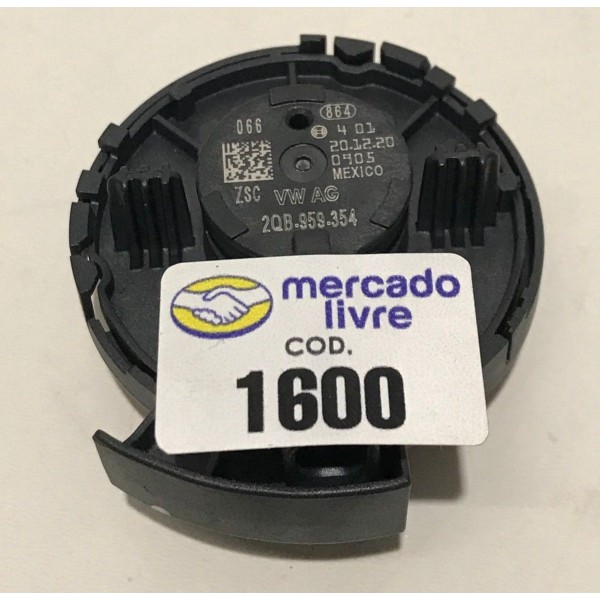 864
066
4 01
20.12.20
0905
MEXICO
ZSC VW AG
2QB.959.354
mercado
livre
COD.
1600